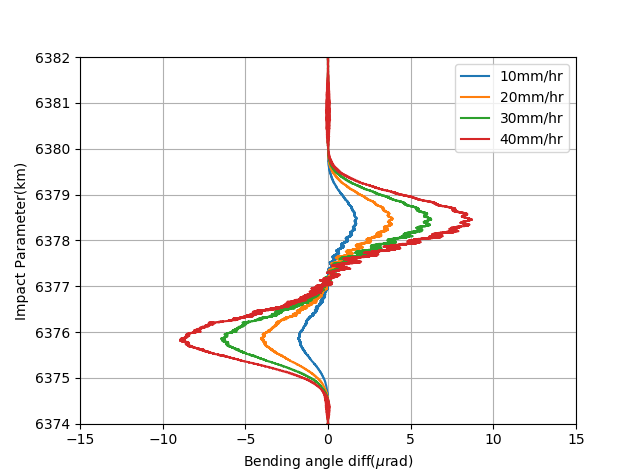 6382
6381
6380
6379
6378
6377
6376
6375
6374
Impact Parameter(km)
10mm/hr
20mm/hr
30mm/hr
40mm/hr
−15 −10 −5 0 5 10 15
Bending angle diff(μrad)